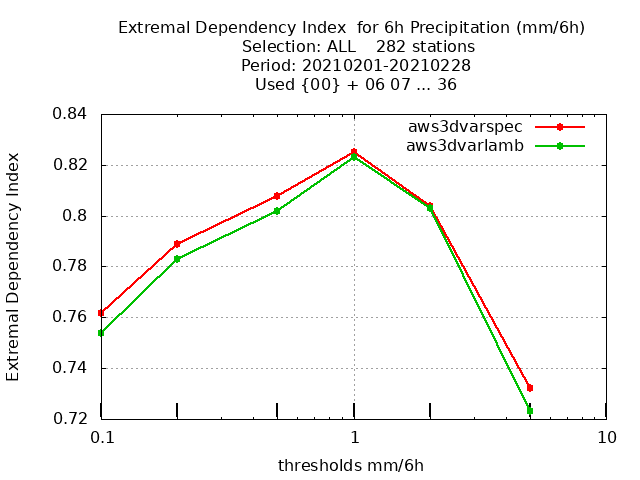 Extremal Dependency Index  for 6h Precipitation (mm/6h)
Selection: ALL    282 stations
Period: 20210201-20210228
Used {00} + 06 07 ... 36
aws3dvarspec
aws3dvarlamb
Extremal Dependency Index
0.84
0.82
0.8
0.78
0.76
0.74
0.72
0.1
1
10
thresholds mm/6h